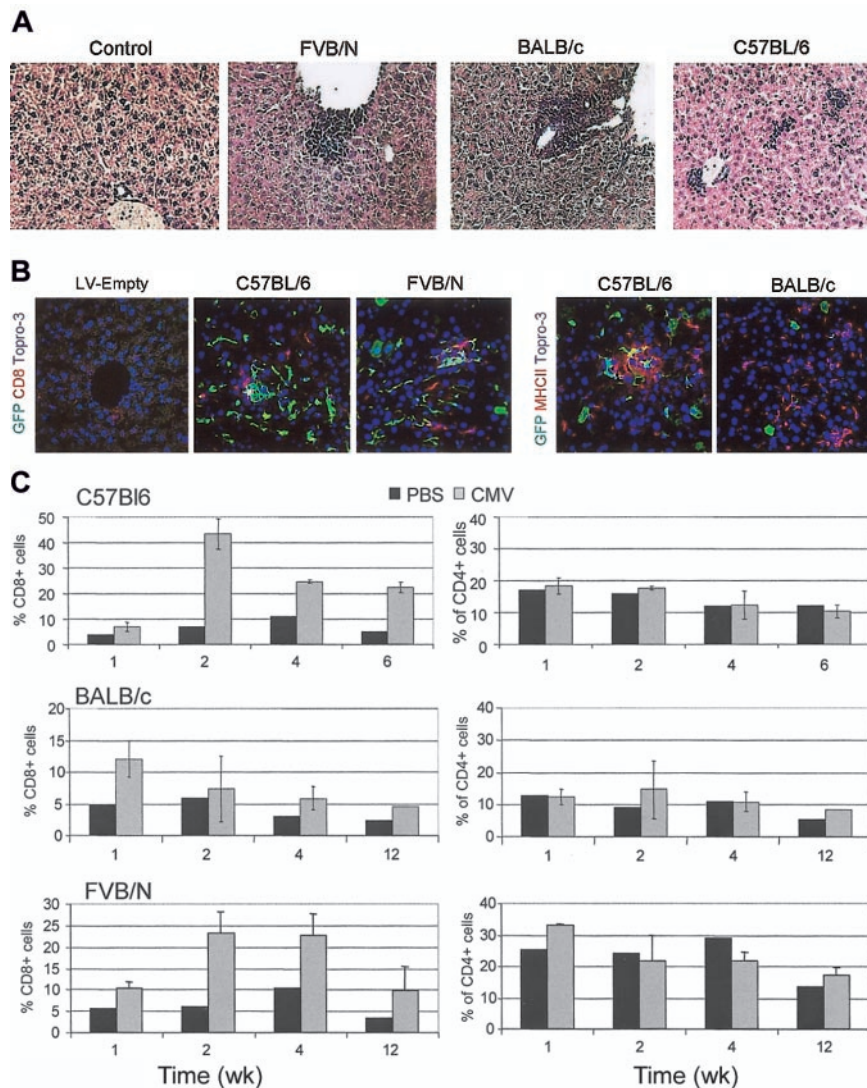 A
Control FVB/N BALB/c C57BL/6
B
LV-Empty C57BL/6 FVB/N C57BL/6 BALB/c
GFP CD8 Topro-3
GFP MHCII Topro-3
C
C57Bl6
PBS CMV
% CD8+ cells
50
40
30
20
10
0
1 2 4 6
% of CD4+ cells
40
30
20
10
0
1 2 4 6
BALB/c
% CD8+ cells
20
15
10
5
0
1 2 4 12
% of CD4+ cells
40
30
20
10
0
1 2 4 12
FVB/N
% CD8+ cells
30
25
20
15
10
5
0
1 2 4 12
Time (wk)
% of CD4+ cells
40
30
20
10
0
1 2 4 12
Time (wk)